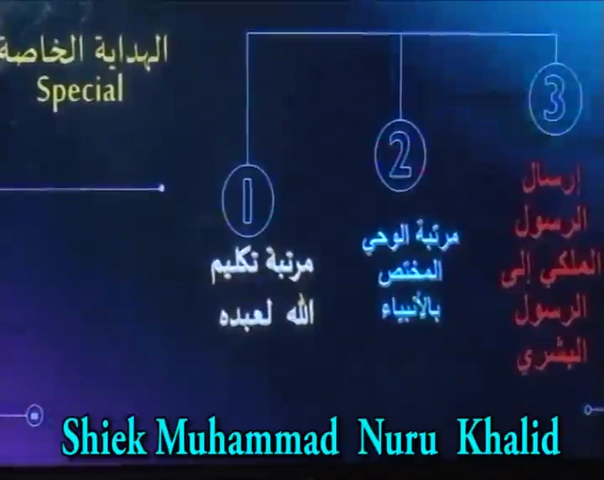 الهداية الخاصة
Special
1
مرتبة تكليم
الله لعبده
2
مرتبة الوحي
المختص
بالأنبياء
3
إرسال
الرسول
الملكي إلى
الرسول
البشري
Shiek Muhammad Nuru Khalid